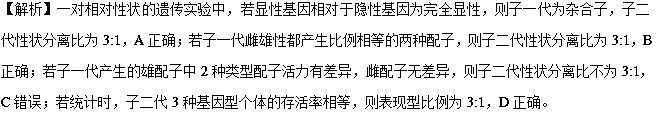 【解析】一对相对性状的遗传实验中，若显性基因相对于隐性基因为完全显性，则子一代为杂合子，子二
代性状分离比为 3:1，A 正确；若子一代雌雄性都产生比例相等的两种配子，则子二代性状分离比为 3:1，B
正确；若子一代产生的雄配子中 2 种类型配子活力有差异，雌配子无差异，则子二代性状分离比不为 3:1，
C 错误；若统计时，子二代 3 种基因型个体的存活率相等，则表现型比例为 3:1，D 正确。